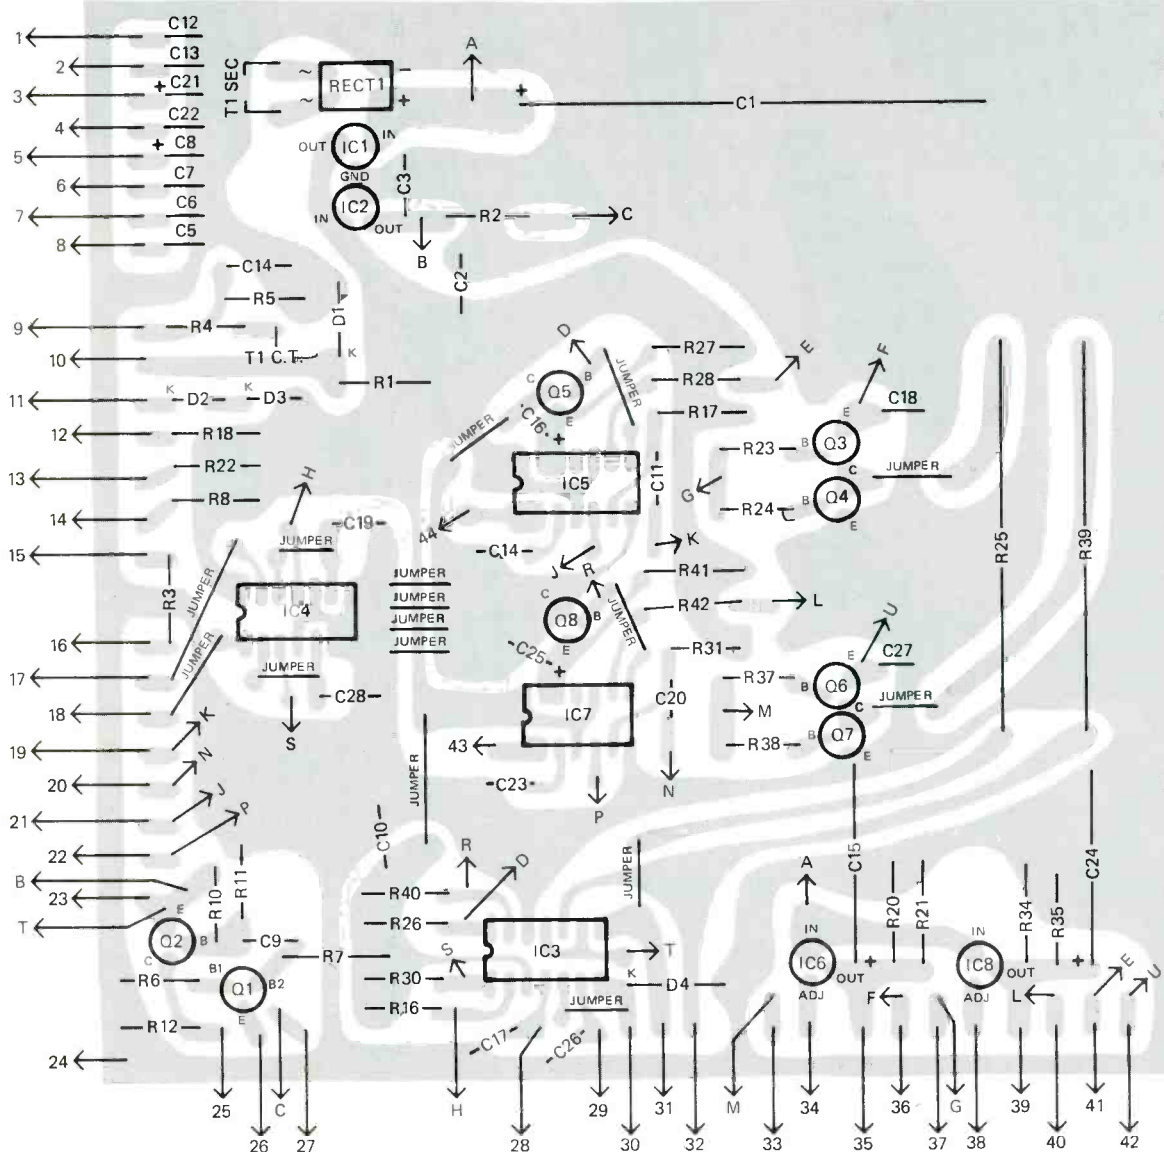 C12
1
C13
2
+ C21
3
T1 SEC
~ RECT1 -
~ +
A
+
C1
C22
4
+ C8
5
OUT IC1 IN
GND
C7
6
C3
C6
7
IN IC2 OUT
R2 C
C5
8
B
C14
C2
R5
D1
9 R4
10 T1 C.T. K
D
R27 E
F
R1
K K
11 D2 D3
C Q5 B
E
JUMPER
R28
C18
R17
E
C16 +
JUMPER
12 R18
B Q3
R23
C
JUMPER
13 R22
H
IC5
C11
G
B Q4
R24
E
14 R8
C19
44
JUMPER
C14
K
15
J R
R41
R25
R39
R3
JUMPER
IC4
JUMPER
JUMPER
JUMPER
JUMPER
C Q8 B
E
JUMPER
R42
L
U
16
JUMPER
C25 +
R31
E
C27
17
JUMPER
R37
B Q6
C
JUMPER
18
C28
IC7
C20
M
K
19
S
43
R38
B Q7
E
N
20
JUMPER
C23
N
J
21
P
P
22
C10
R
D
JUMPER
A
C15
C24
B
23
R10
R11
R40
R20
R21
R34
R35
T
E
Q2 B
C
R26
C9
S
IC3
T
IN
IC6
OUT
ADJ
+
IN
IC8
OUT
ADJ
+
E
U
R7
R6
B1 Q1 B2
E
R30
K
D4
F
L
R16
JUMPER
R12
C17
C26
24
25
C
H
29
31
M
34
36
G
39
41
26
27
28
30
32
33
35
37
38
40
42